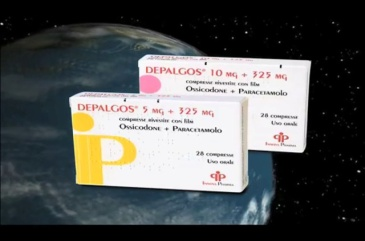 DEPALGOS® 10 MG + 325 MG
COMPRESSE RIVESTITE CON FILM
OSSICODONE + PARACETAMOLO
28 COMPRESSE
USO ORALE
DEPALGOS® 5 MG + 325 MG
COMPRESSE RIVESTITE CON FILM
OSSICODONE + PARACETAMOLO
28 COMPRESSE
USO ORALE